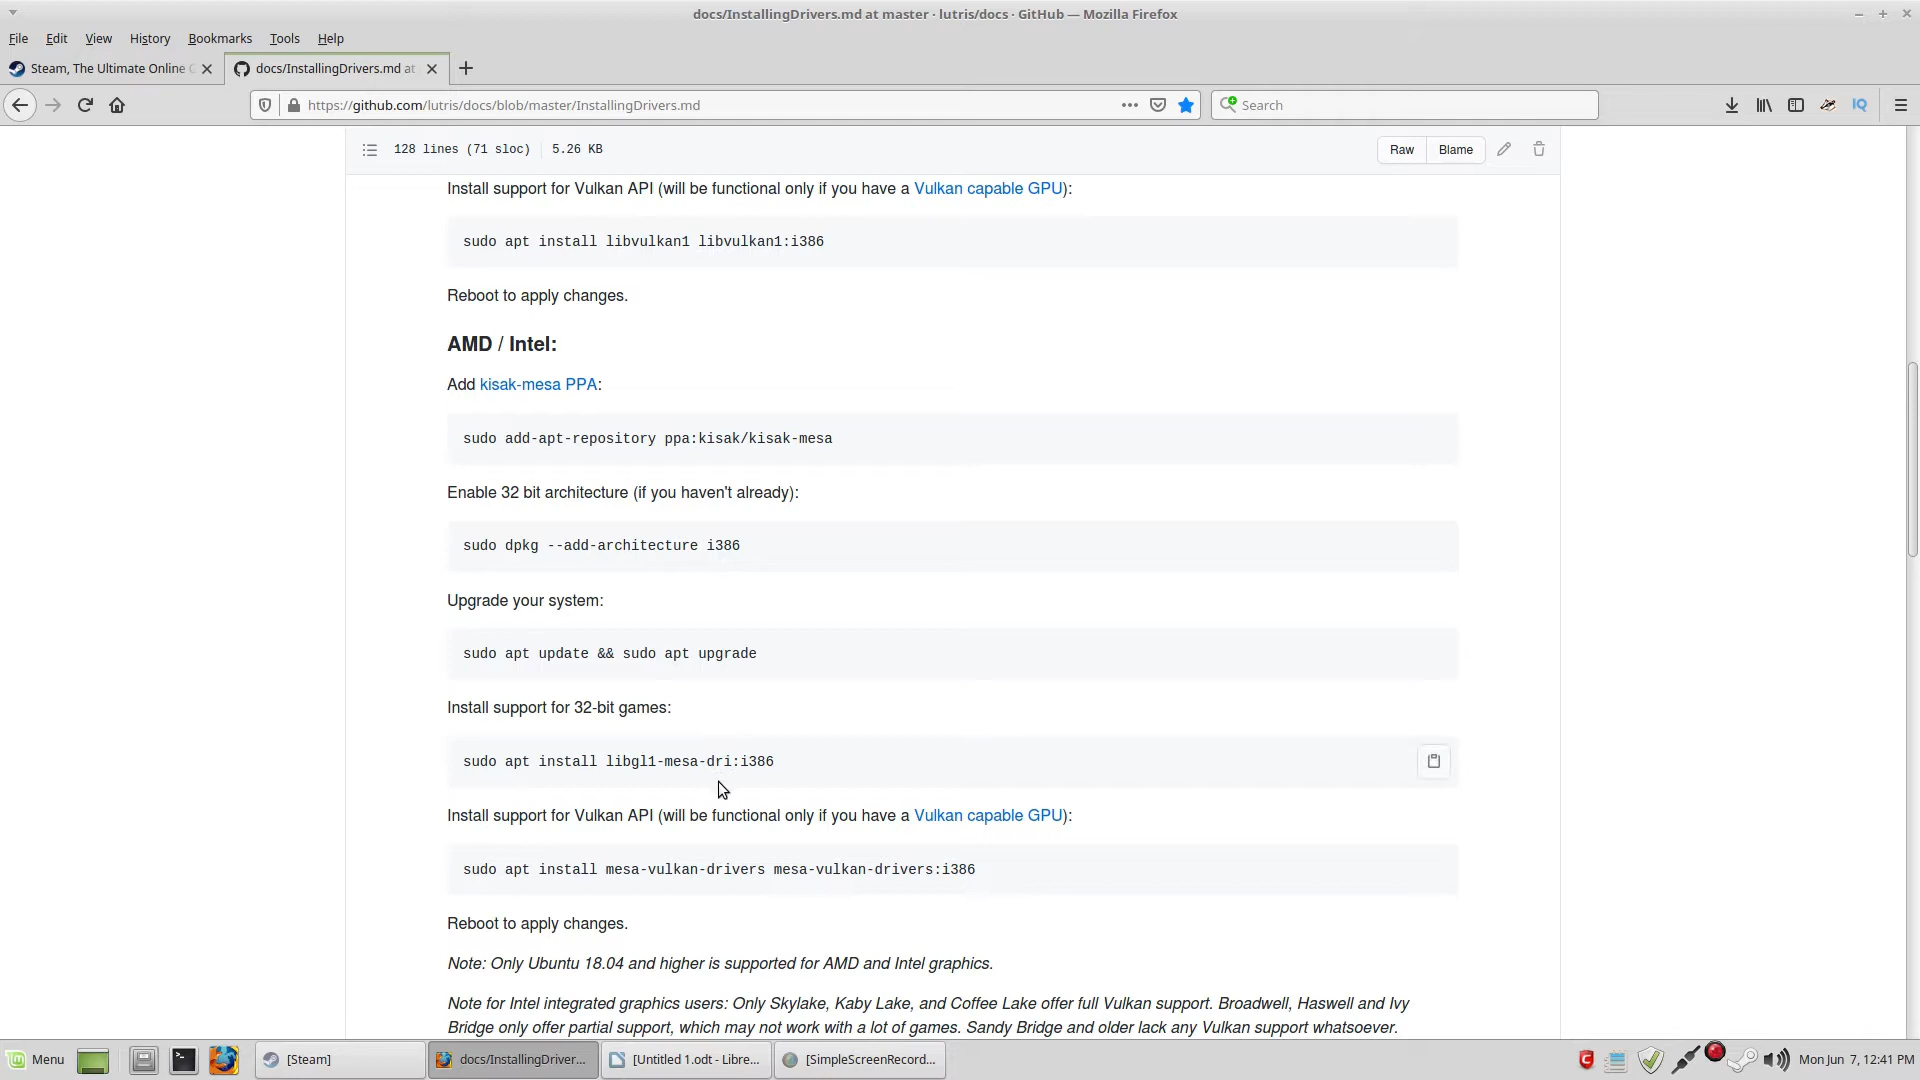 docs/InstallingDrivers.md at master · lutris/docs · GitHub — Mozilla Firefox
File Edit View History Bookmarks Tools Help
Steam, The Ultimate Online
docs/InstallingDrivers.md at
https://github.com/lutris/docs/blob/master/InstallingDrivers.md
Search
128 lines (71 sloc) 5.26 KB
Raw Blame
Install support for Vulkan API (will be functional only if you have a Vulkan capable GPU):
sudo apt install libvulkan1 libvulkan1:i386
Reboot to apply changes.
AMD / Intel:
Add kisak-mesa PPA:
sudo add-apt-repository ppa:kisak/kisak-mesa
Enable 32 bit architecture (if you haven't already):
sudo dpkg --add-architecture i386
Upgrade your system:
sudo apt update && sudo apt upgrade
Install support for 32-bit games:
sudo apt install libgl1-mesa-dri:i386
Install support for Vulkan API (will be functional only if you have a Vulkan capable GPU):
sudo apt install mesa-vulkan-drivers mesa-vulkan-drivers:i386
Reboot to apply changes.
Note: Only Ubuntu 18.04 and higher is supported for AMD and Intel graphics.
Note for Intel integrated graphics users: Only Skylake, Kaby Lake, and Coffee Lake offer full Vulkan support. Broadwell, Haswell and Ivy
Bridge only offer partial support, which may not work with a lot of games. Sandy Bridge and older lack any Vulkan support whatsoever.
Menu
[Steam]
docs/InstallingDriver...
[Untitled 1.odt - Libre...
[SimpleScreenRecord...
Mon Jun 7, 12:41 PM